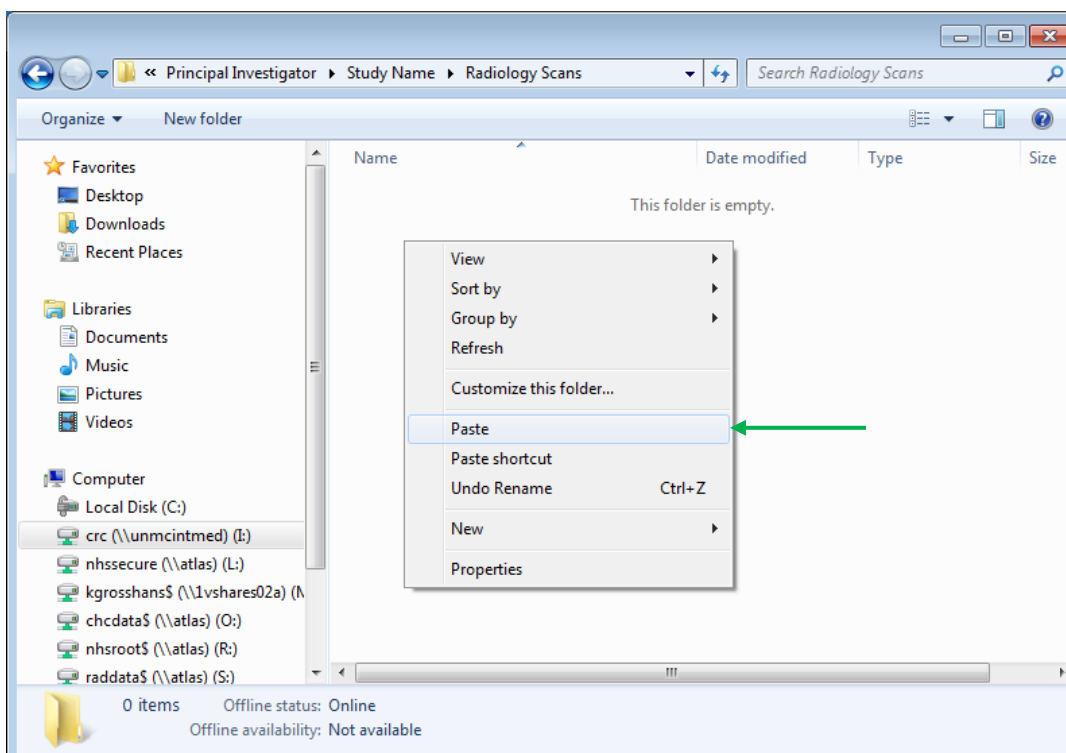 « Principal Investigator ▸ Study Name ▸ Radiology Scans
Search Radiology Scans
Organize ▾ New folder
Favorites
Desktop
Downloads
Recent Places
Libraries
Documents
Music
Pictures
Videos
Computer
Local Disk (C:)
crc (\\unmcintmed) (I:)
nhssecure (\\atlas) (L:)
kgrosshans$ (\\1vshares02a) (M
chcdata$ (\\atlas) (O:)
nhsroot$ (\\atlas) (R:)
raddata$ (\\atlas) (S:)
Name Date modified Type Size
This folder is empty.
View
Sort by
Group by
Refresh
Customize this folder...
Paste
Paste shortcut
Undo Rename Ctrl+Z
New
Properties
0 items Offline status: Online
Offline availability: Not available